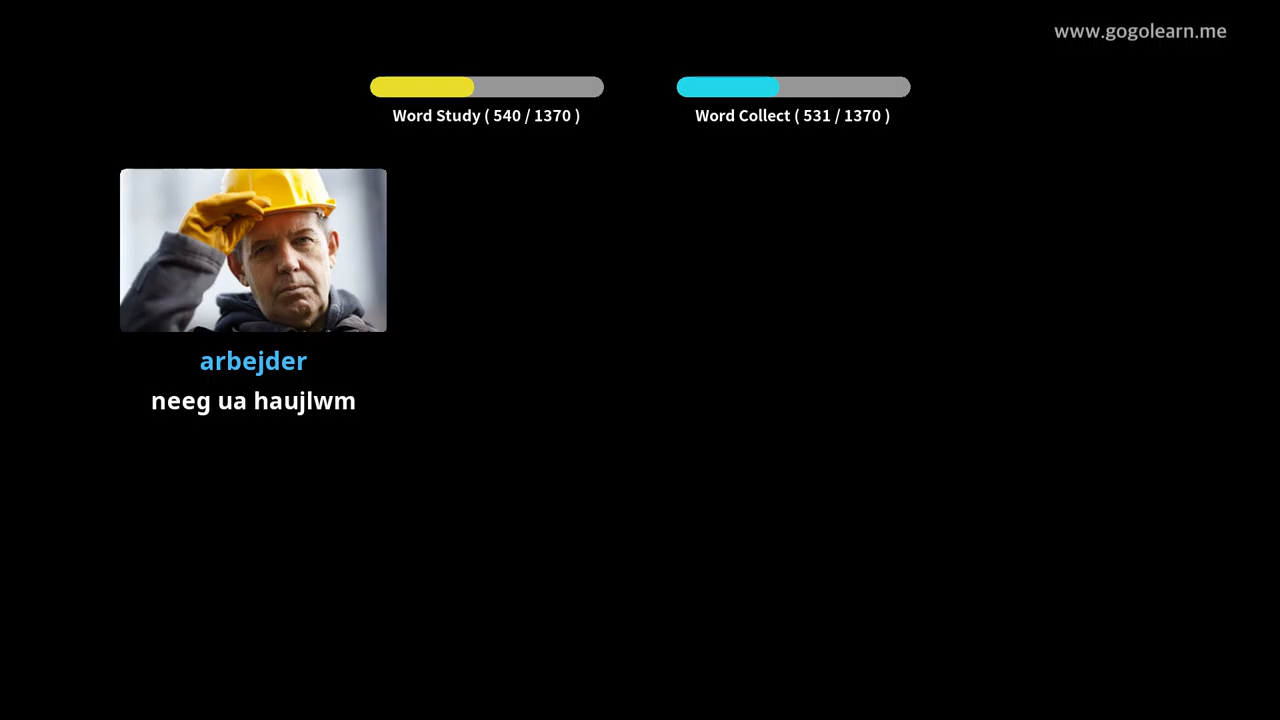 www.gogolearn.me
Word Study ( 540 / 1370 )
Word Collect ( 531 / 1370 )
arbejder
neeg ua haujlwm